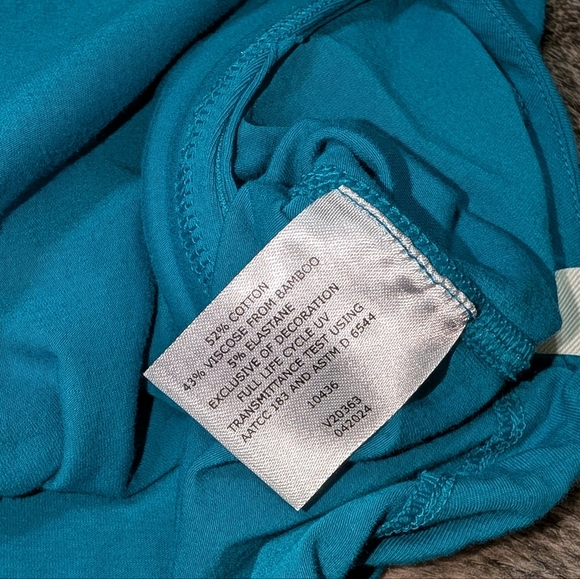 52% COTTON
43% VISCOSE FROM BAMBOO
5% ELASTANE
EXCLUSIVE OF DECORATION
FULL LIFE CYCLE UV
TRANSMITTANCE TEST USING
AATCC 183 AND ASTM D 6544
10436
V2D363
042024